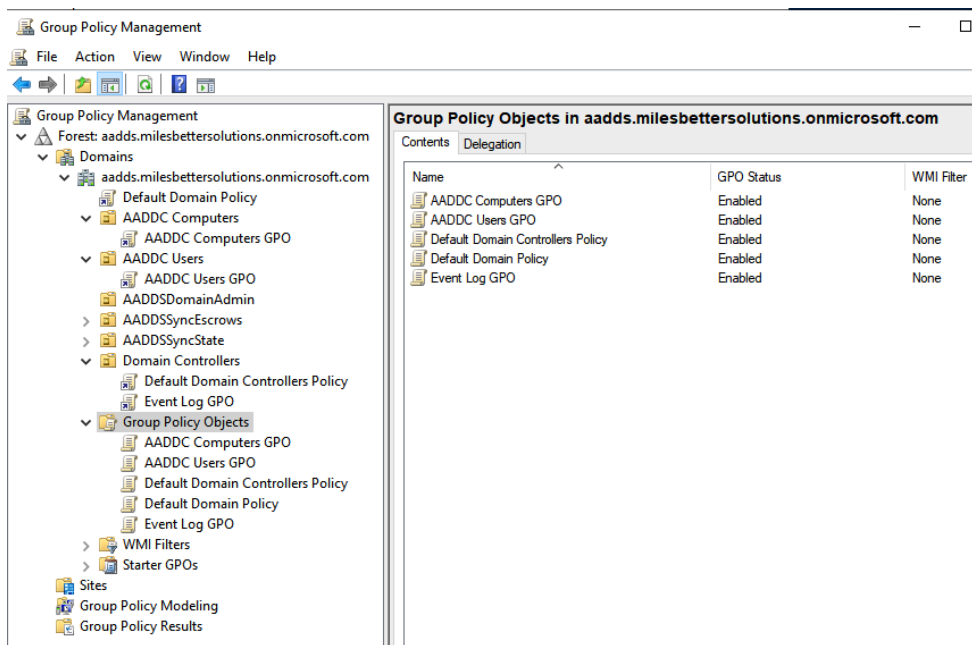 Group Policy Management
File Action View Window Help
Group Policy Management
Forest: aadds.milesbettersolutions.onmicrosoft.com
Domains
aadds.milesbettersolutions.onmicrosoft.com
Default Domain Policy
AADDC Computers
AADDC Computers GPO
AADDC Users
AADDC Users GPO
AADDSDomainAdmin
AADDSSyncEscrows
AADDSSyncState
Domain Controllers
Default Domain Controllers Policy
Event Log GPO
Group Policy Objects
AADDC Computers GPO
AADDC Users GPO
Default Domain Controllers Policy
Default Domain Policy
Event Log GPO
WMI Filters
Starter GPOs
Sites
Group Policy Modeling
Group Policy Results
Group Policy Objects in aadds.milesbettersolutions.onmicrosoft.com
Contents Delegation
Name GPO Status WMI Filter
AADDC Computers GPO Enabled None
AADDC Users GPO Enabled None
Default Domain Controllers Policy Enabled None
Default Domain Policy Enabled None
Event Log GPO Enabled None